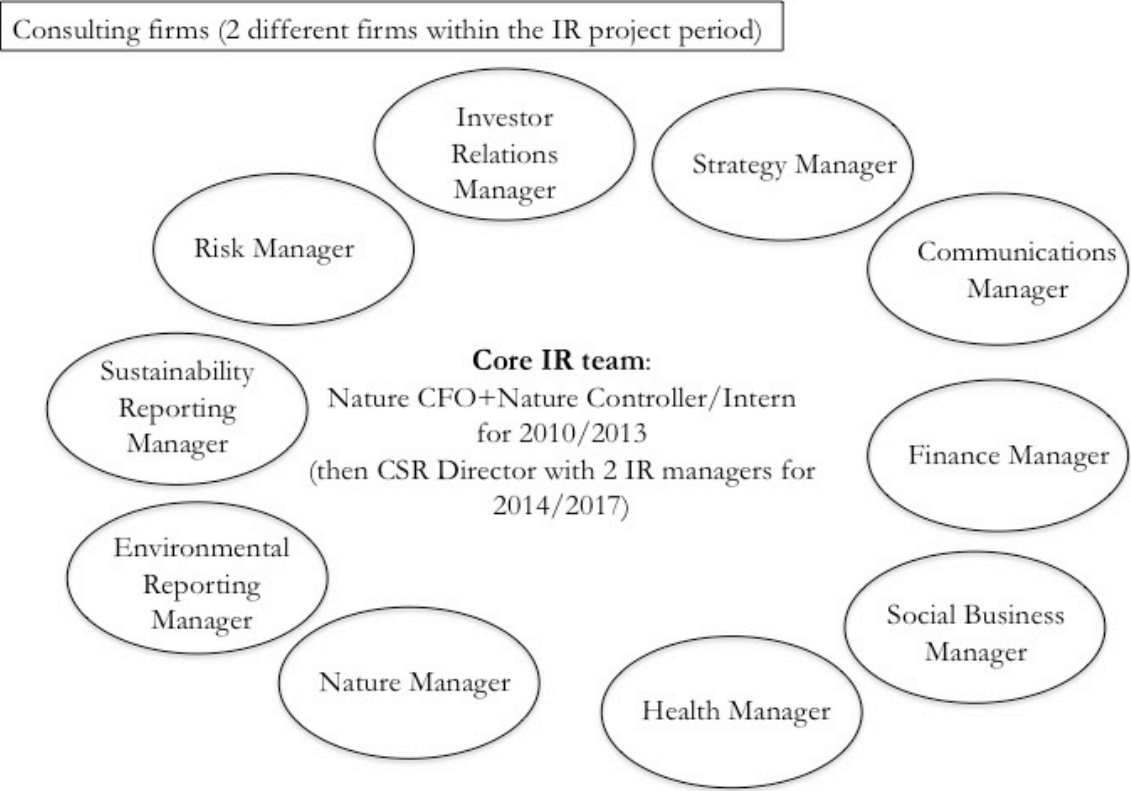 Consulting firms (2 different firms within the IR project period)
Investor
Relations
Manager
Strategy Manager
Risk Manager
Communications
Manager
Sustainability
Reporting
Manager
Core IR team:
Nature CFO+Nature Controller/Intern
for 2010/2013
(then CSR Director with 2 IR managers for
2014/2017)
Finance Manager
Environmental
Reporting
Manager
Social Business
Manager
Nature Manager
Health Manager